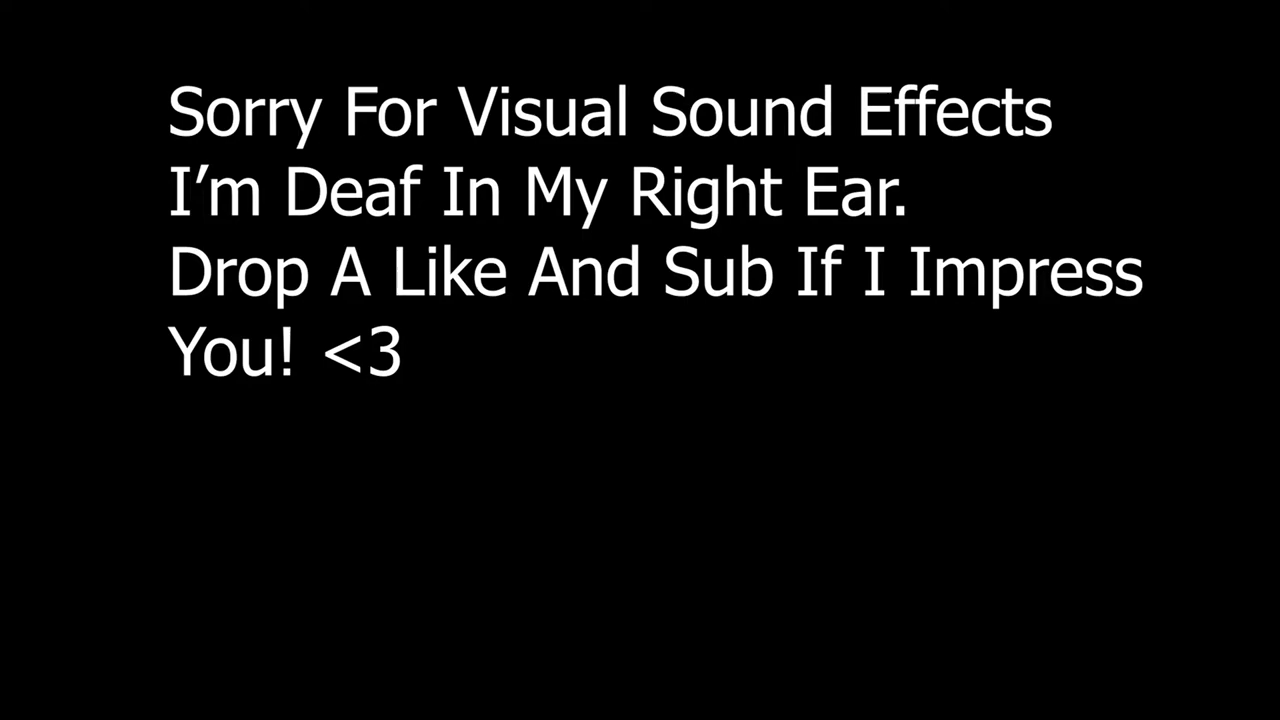 Sorry For Visual Sound Effects
I’m Deaf In My Right Ear.
Drop A Like And Sub If I Impress
You! <3